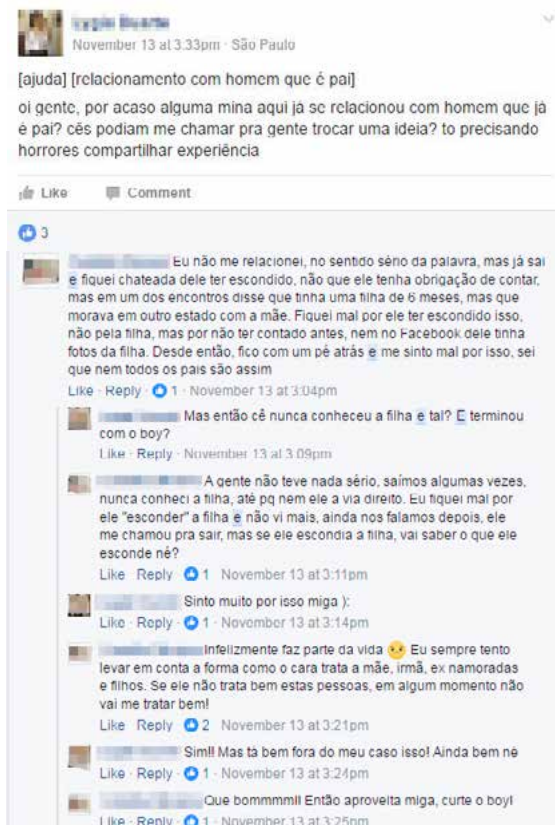 November 13 at 3:33pm · São Paulo
[ajuda] [relacionamento com homem que é pai]
oi gente, por acaso alguma mina aqui já se relacionou com homem que já
é pai? cês podiam me chamar pra gente trocar uma ideia? to precisando
horrores compartilhar experiência
Like Comment
3
Eu não me relacionei, no sentido sério da palavra, mas já sai
e fiquei chateada dele ter escondido, não que ele tenha obrigação de contar,
mas em um dos encontros disse que tinha uma filha de 6 meses, mas que
morava em outro estado com a mãe. Fiquei mal por ele ter escondido isso,
não pela filha, mas por não ter contado antes, nem no Facebook dele tinha
fotos da filha. Desde então, fico com um pé atrás e me sinto mal por isso, sei
que nem todos os pais são assim
Like · Reply · 1 · November 13 at 3:04pm
Mas então cê nunca conheceu a filha e tal? E terminou
com o boy?
Like · Reply · November 13 at 3:09pm
A gente não teve nada sério, saímos algumas vezes,
nunca conheci a filha, até pq nem ele a via direito. Eu fiquei mal por
ele "esconder" a filha e não vi mais, ainda nos falamos depois, ele
me chamou pra sair, mas se ele escondia a filha, vai saber o que ele
esconde né?
Like · Reply · 1 · November 13 at 3:11pm
Sinto muito por isso miga ):
Like · Reply · 1 · November 13 at 3:14pm
Infelizmente faz parte da vida 😕 Eu sempre tento
levar em conta a forma como o cara trata a mãe, irmã, ex namoradas
e filhos. Se ele não trata bem estas pessoas, em algum momento não
vai me tratar bem!
Like · Reply · 2 · November 13 at 3:21pm
Sim!! Mas tá bem fora do meu caso isso! Ainda bem né
Like · Reply · 1 · November 13 at 3:24pm
Que bommmm!! Então aproveita miga, curte o boy!
Like · Reply · 1 · November 13 at 3:25pm